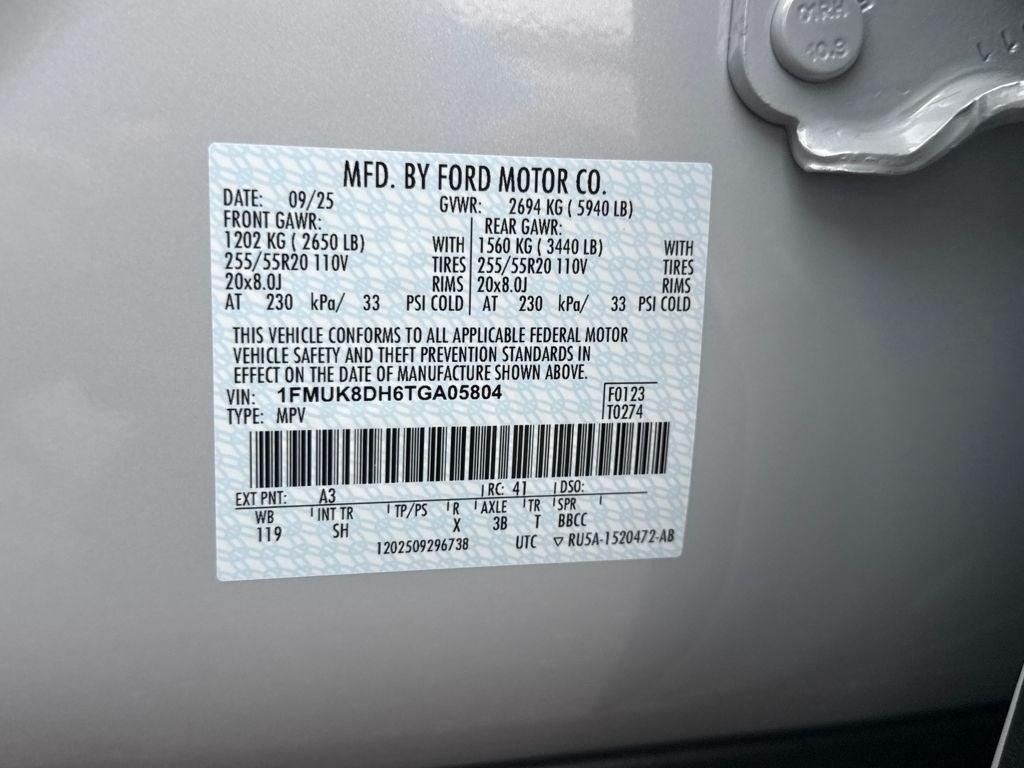 01RH
10.9
MFD. BY FORD MOTOR CO.
DATE: 09/25 GVWR: 2694 KG ( 5940 LB)
FRONT GAWR: REAR GAWR:
1202 KG ( 2650 LB) WITH 1560 KG ( 3440 LB) WITH
255/55R20 110V TIRES 255/55R20 110V TIRES
20x8.0J RIMS 20x8.0J RIMS
AT 230 kPa/ 33 PSI COLD AT 230 kPa/ 33 PSI COLD
THIS VEHICLE CONFORMS TO ALL APPLICABLE FEDERAL MOTOR
VEHICLE SAFETY AND THEFT PREVENTION STANDARDS IN
EFFECT ON THE DATE OF MANUFACTURE SHOWN ABOVE.
VIN: 1FMUK8DH6TGA05804 F0123
TYPE: MPV T0274
EXT PNT: A3 RC: 41 DSO:
WB INT TR TP/PS R AXLE TR SPR
119 SH X 3B T BBCC
1202509296738 UTC ▽ RU5A-1520472-AB